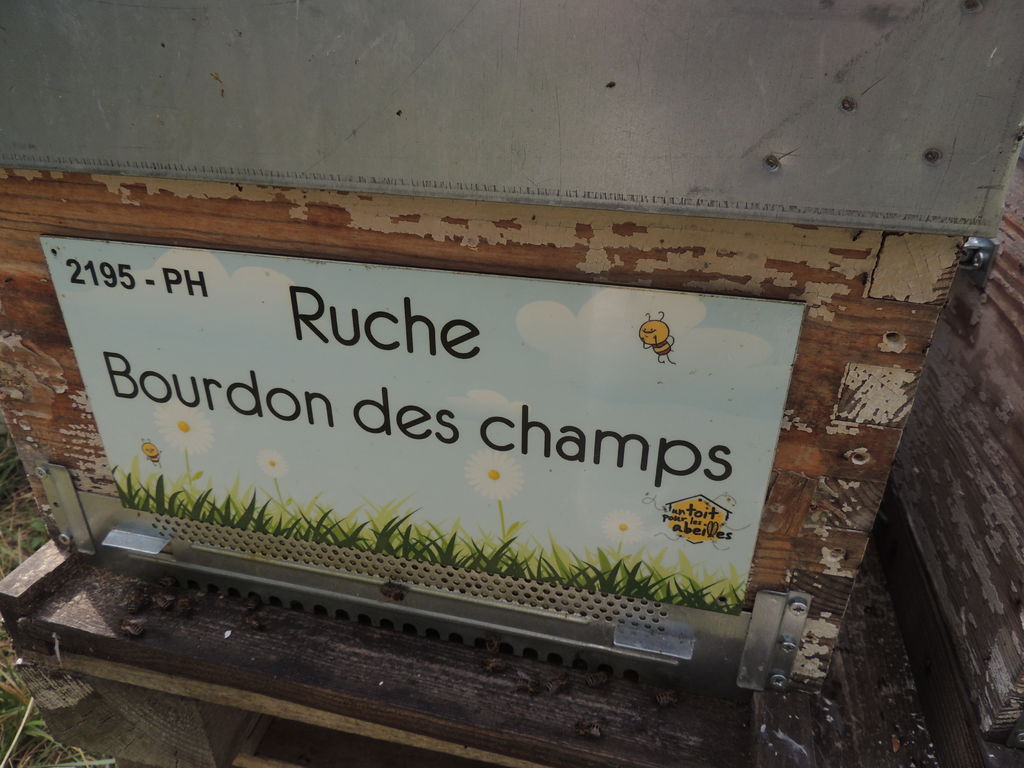 2195 - PH
Ruche
Bourdon des champs
un toit
pour les
abeilles